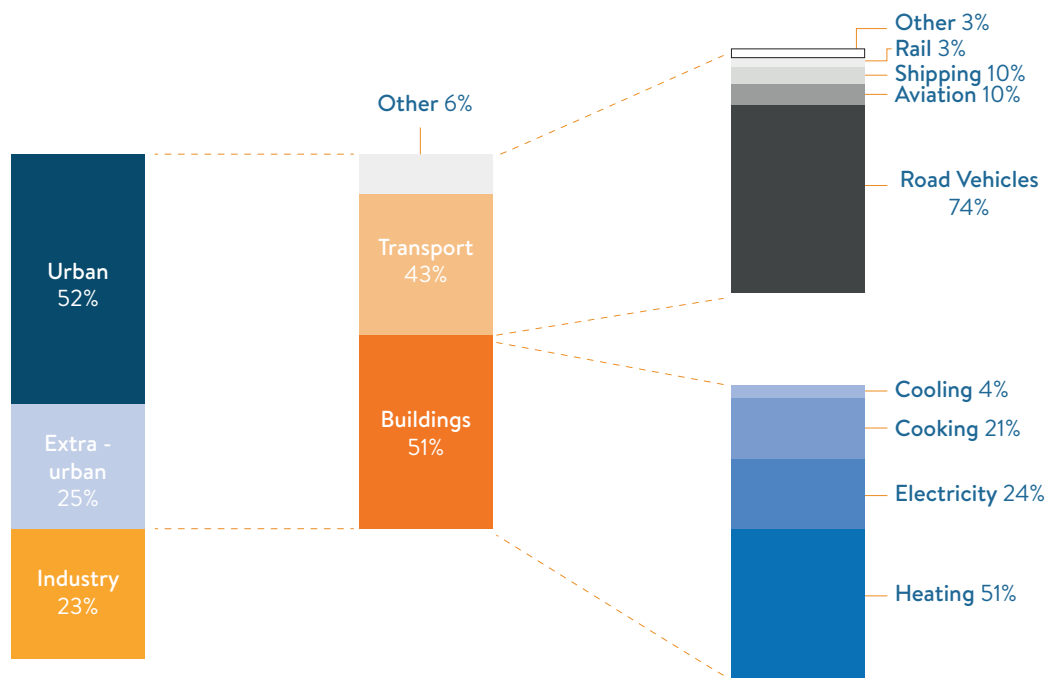 Urban
52%
Extra -
urban
25%
Industry
23%
Other 6%
Transport
43%
Buildings
51%
Other 3%
Rail 3%
Shipping 10%
Aviation 10%
Road Vehicles
74%
Cooling 4%
Cooking 21%
Electricity 24%
Heating 51%